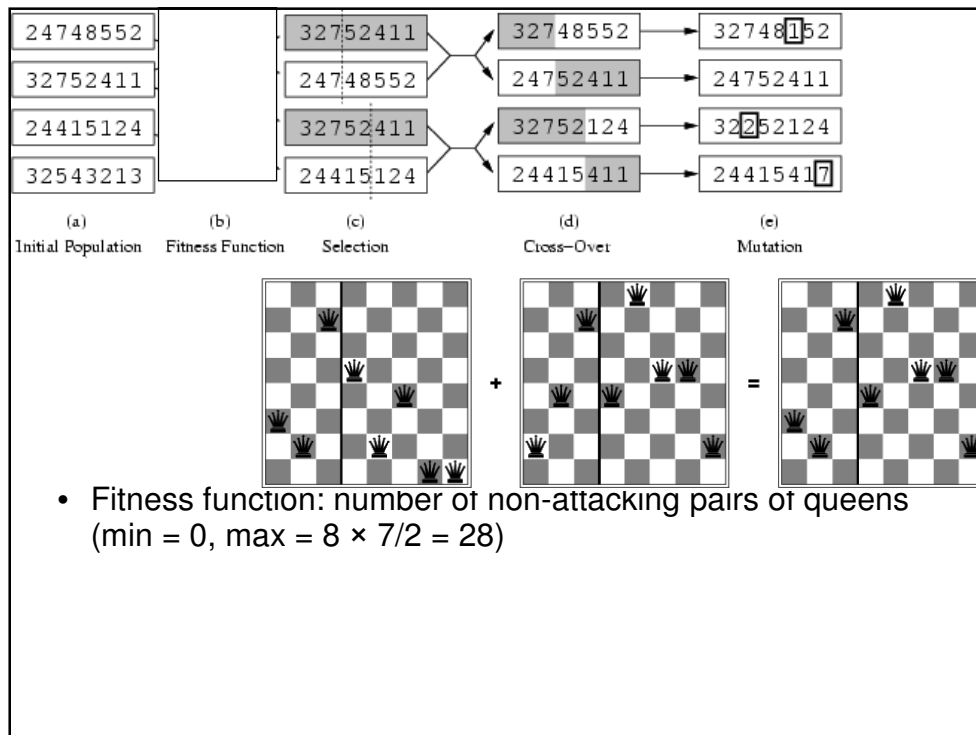 24748552 32752411 32748552 32748152
32752411 24748552 24752411 24752411
24415124 32752411 32752124 32252124
32543213 24415124 24415411 24415417
(a) (b) (c) (d) (e)
Initial Population Fitness Function Selection Cross-Over Mutation
+ =
• Fitness function: number of non-attacking pairs of queens
(min = 0, max = 8 × 7/2 = 28)